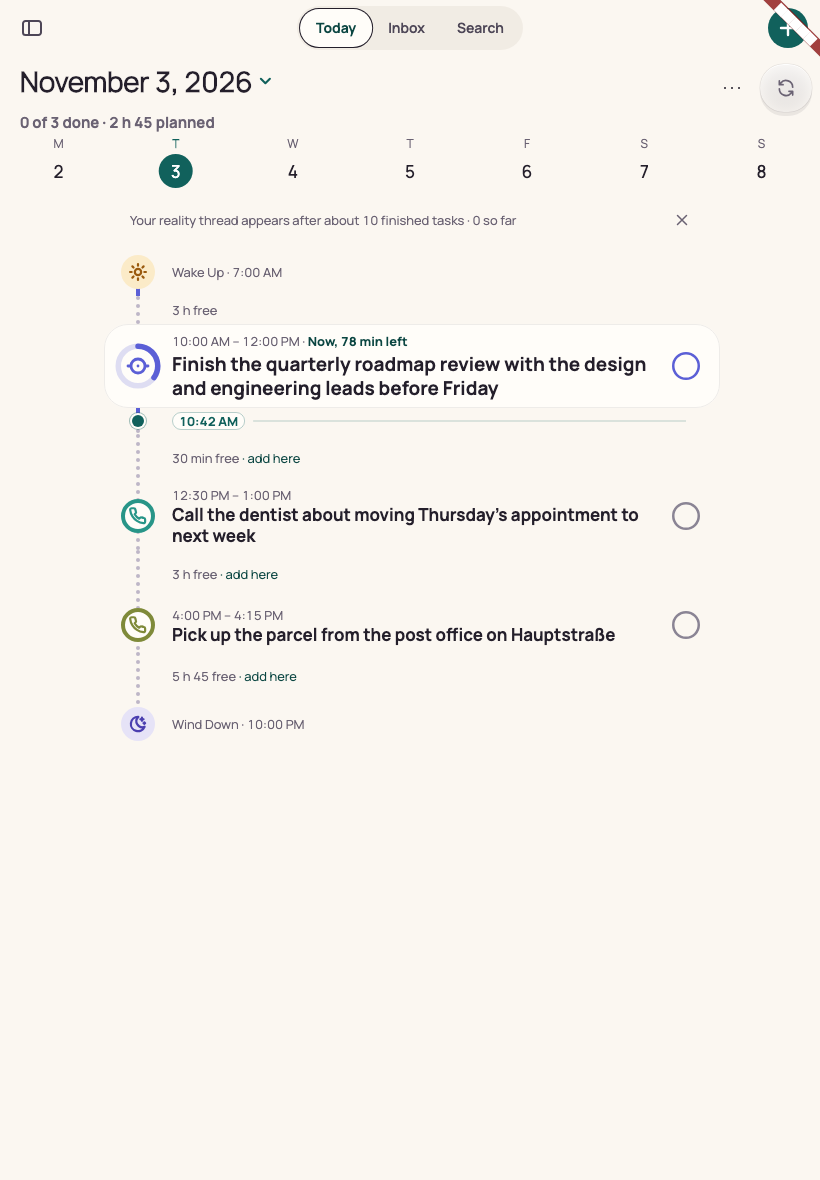 Today Inbox Search
November 3, 2026
...
0 of 3 done · 2 h 45 planned
M T W T F S S
2 3 4 5 6 7 8
Your reality thread appears after about 10 finished tasks · 0 so far
Wake Up · 7:00 AM
3 h free
10:00 AM – 12:00 PM · Now, 78 min left
Finish the quarterly roadmap review with the design
and engineering leads before Friday
10:42 AM
30 min free · add here
12:30 PM – 1:00 PM
Call the dentist about moving Thursday’s appointment to
next week
3 h free · add here
4:00 PM – 4:15 PM
Pick up the parcel from the post office on Hauptstraße
5 h 45 free · add here
Wind Down · 10:00 PM